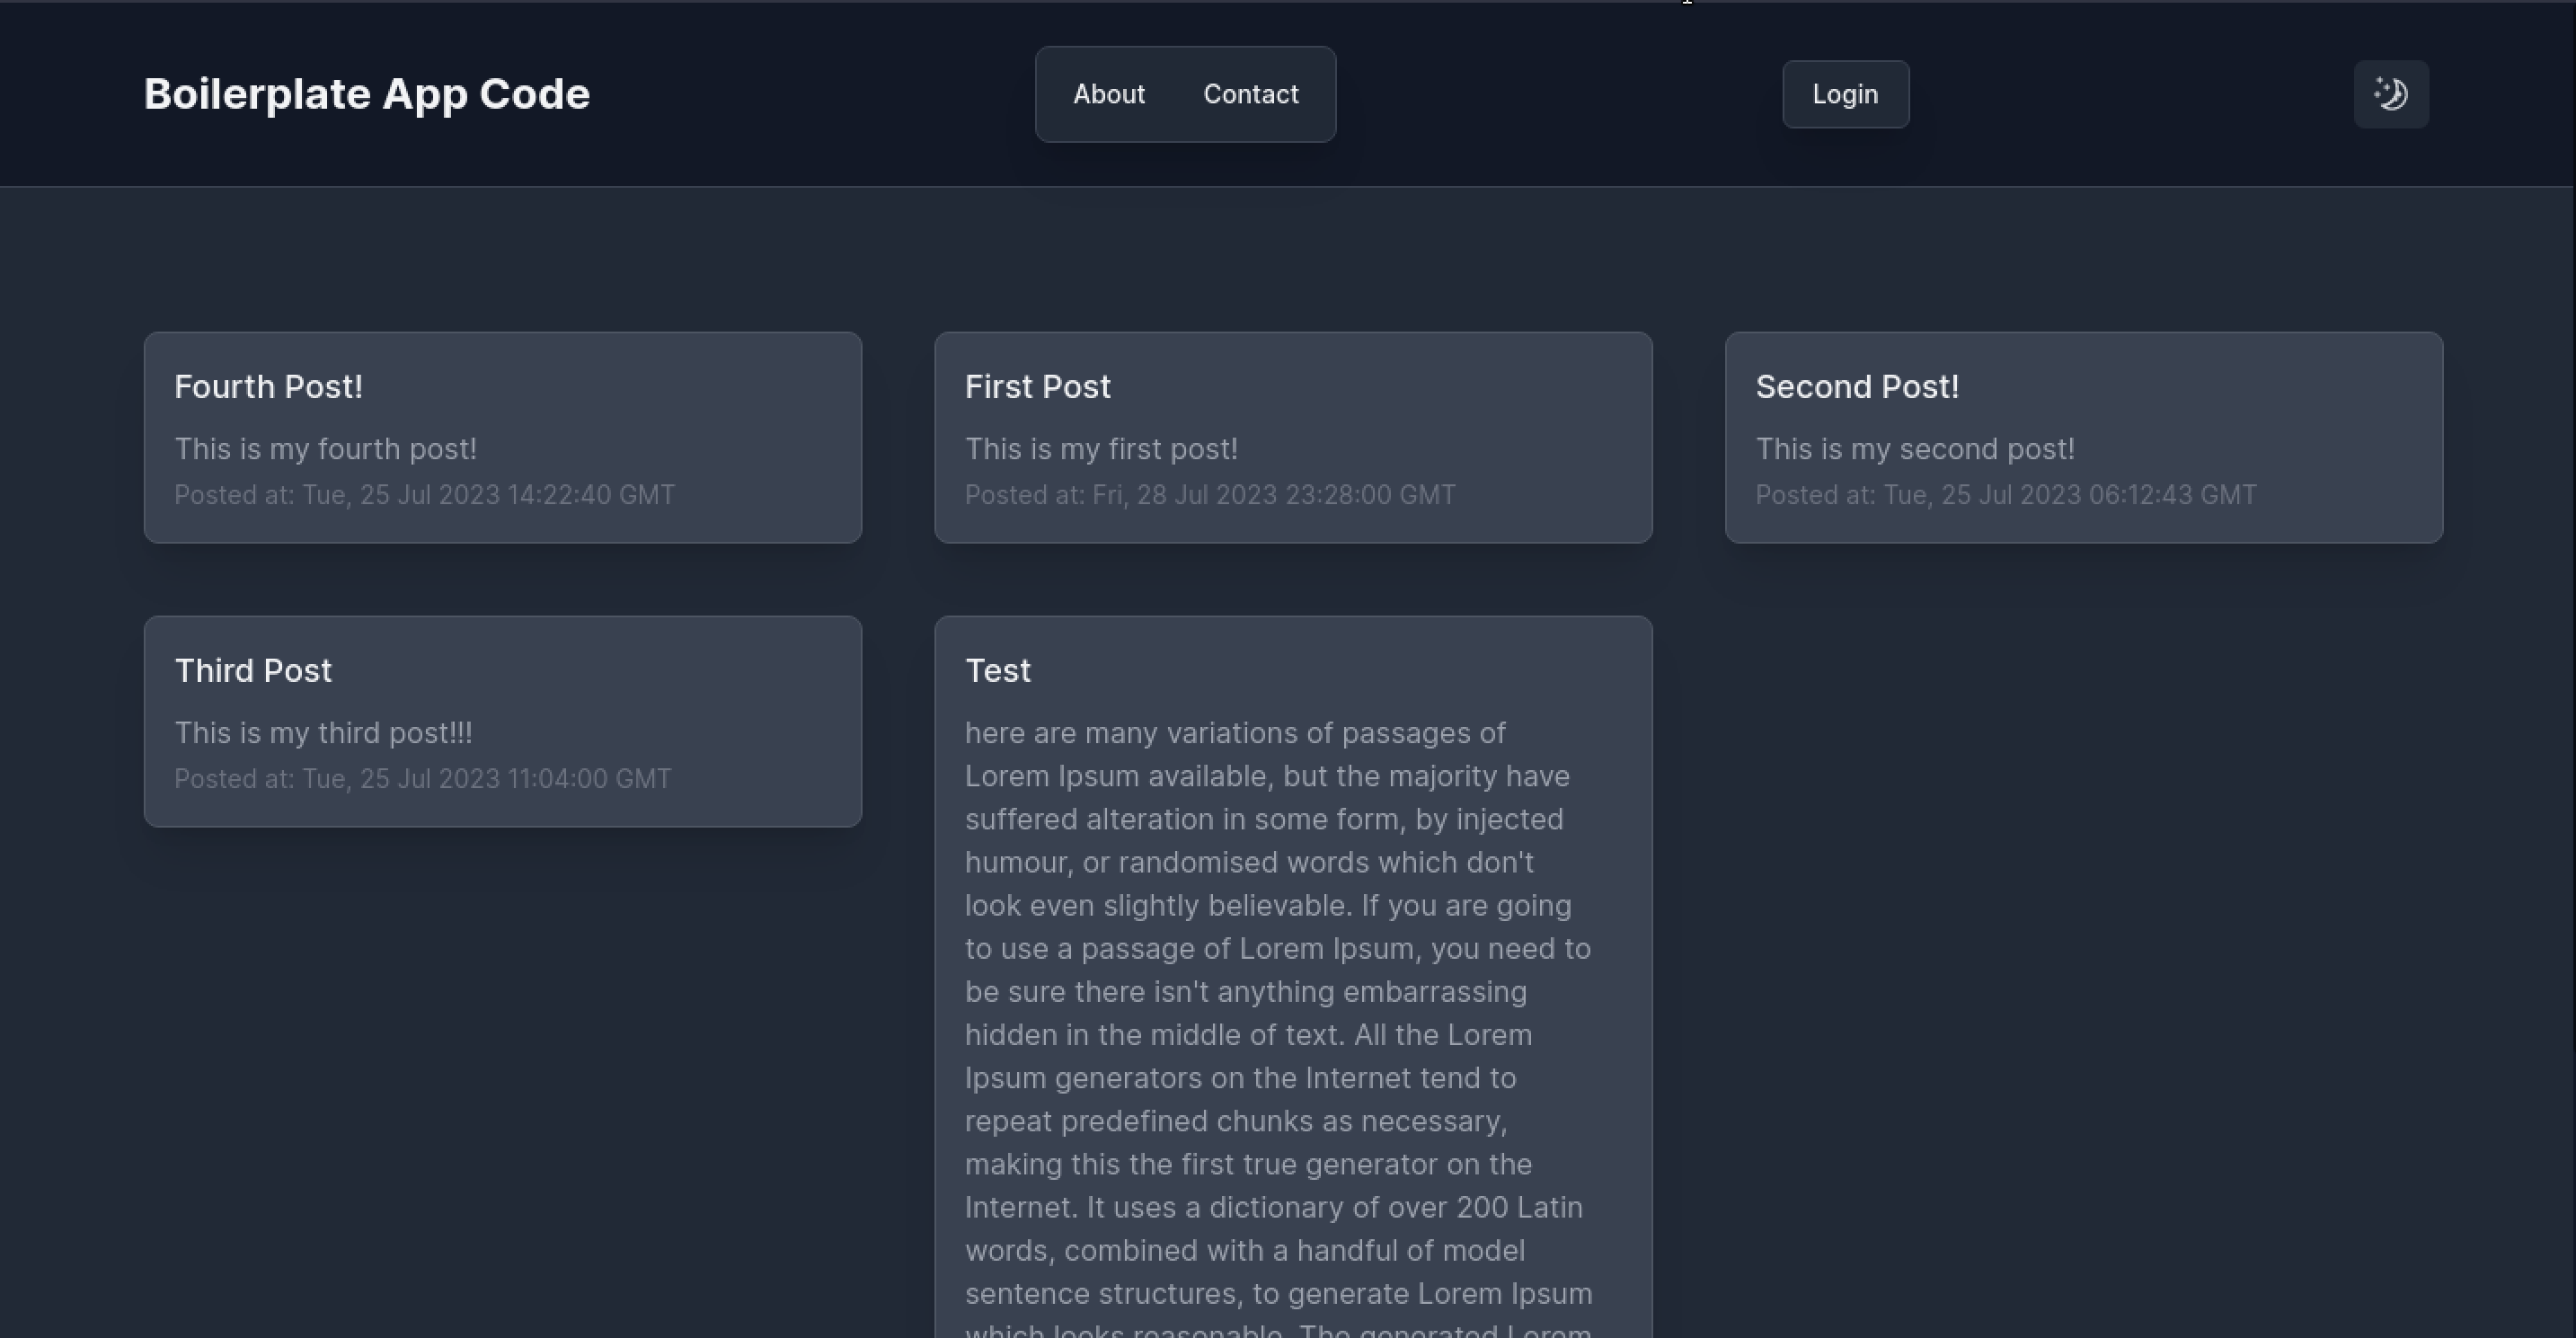 Boilerplate App Code
About Contact
Login
Fourth Post!
This is my fourth post!
Posted at: Tue, 25 Jul 2023 14:22:40 GMT
First Post
This is my first post!
Posted at: Fri, 28 Jul 2023 23:28:00 GMT
Second Post!
This is my second post!
Posted at: Tue, 25 Jul 2023 06:12:43 GMT
Third Post
This is my third post!!!
Posted at: Tue, 25 Jul 2023 11:04:00 GMT
Test
here are many variations of passages of
Lorem Ipsum available, but the majority have
suffered alteration in some form, by injected
humour, or randomised words which don't
look even slightly believable. If you are going
to use a passage of Lorem Ipsum, you need to
be sure there isn't anything embarrassing
hidden in the middle of text. All the Lorem
Ipsum generators on the Internet tend to
repeat predefined chunks as necessary,
making this the first true generator on the
Internet. It uses a dictionary of over 200 Latin
words, combined with a handful of model
sentence structures, to generate Lorem Ipsum
which looks reasonable. The generated Lorem